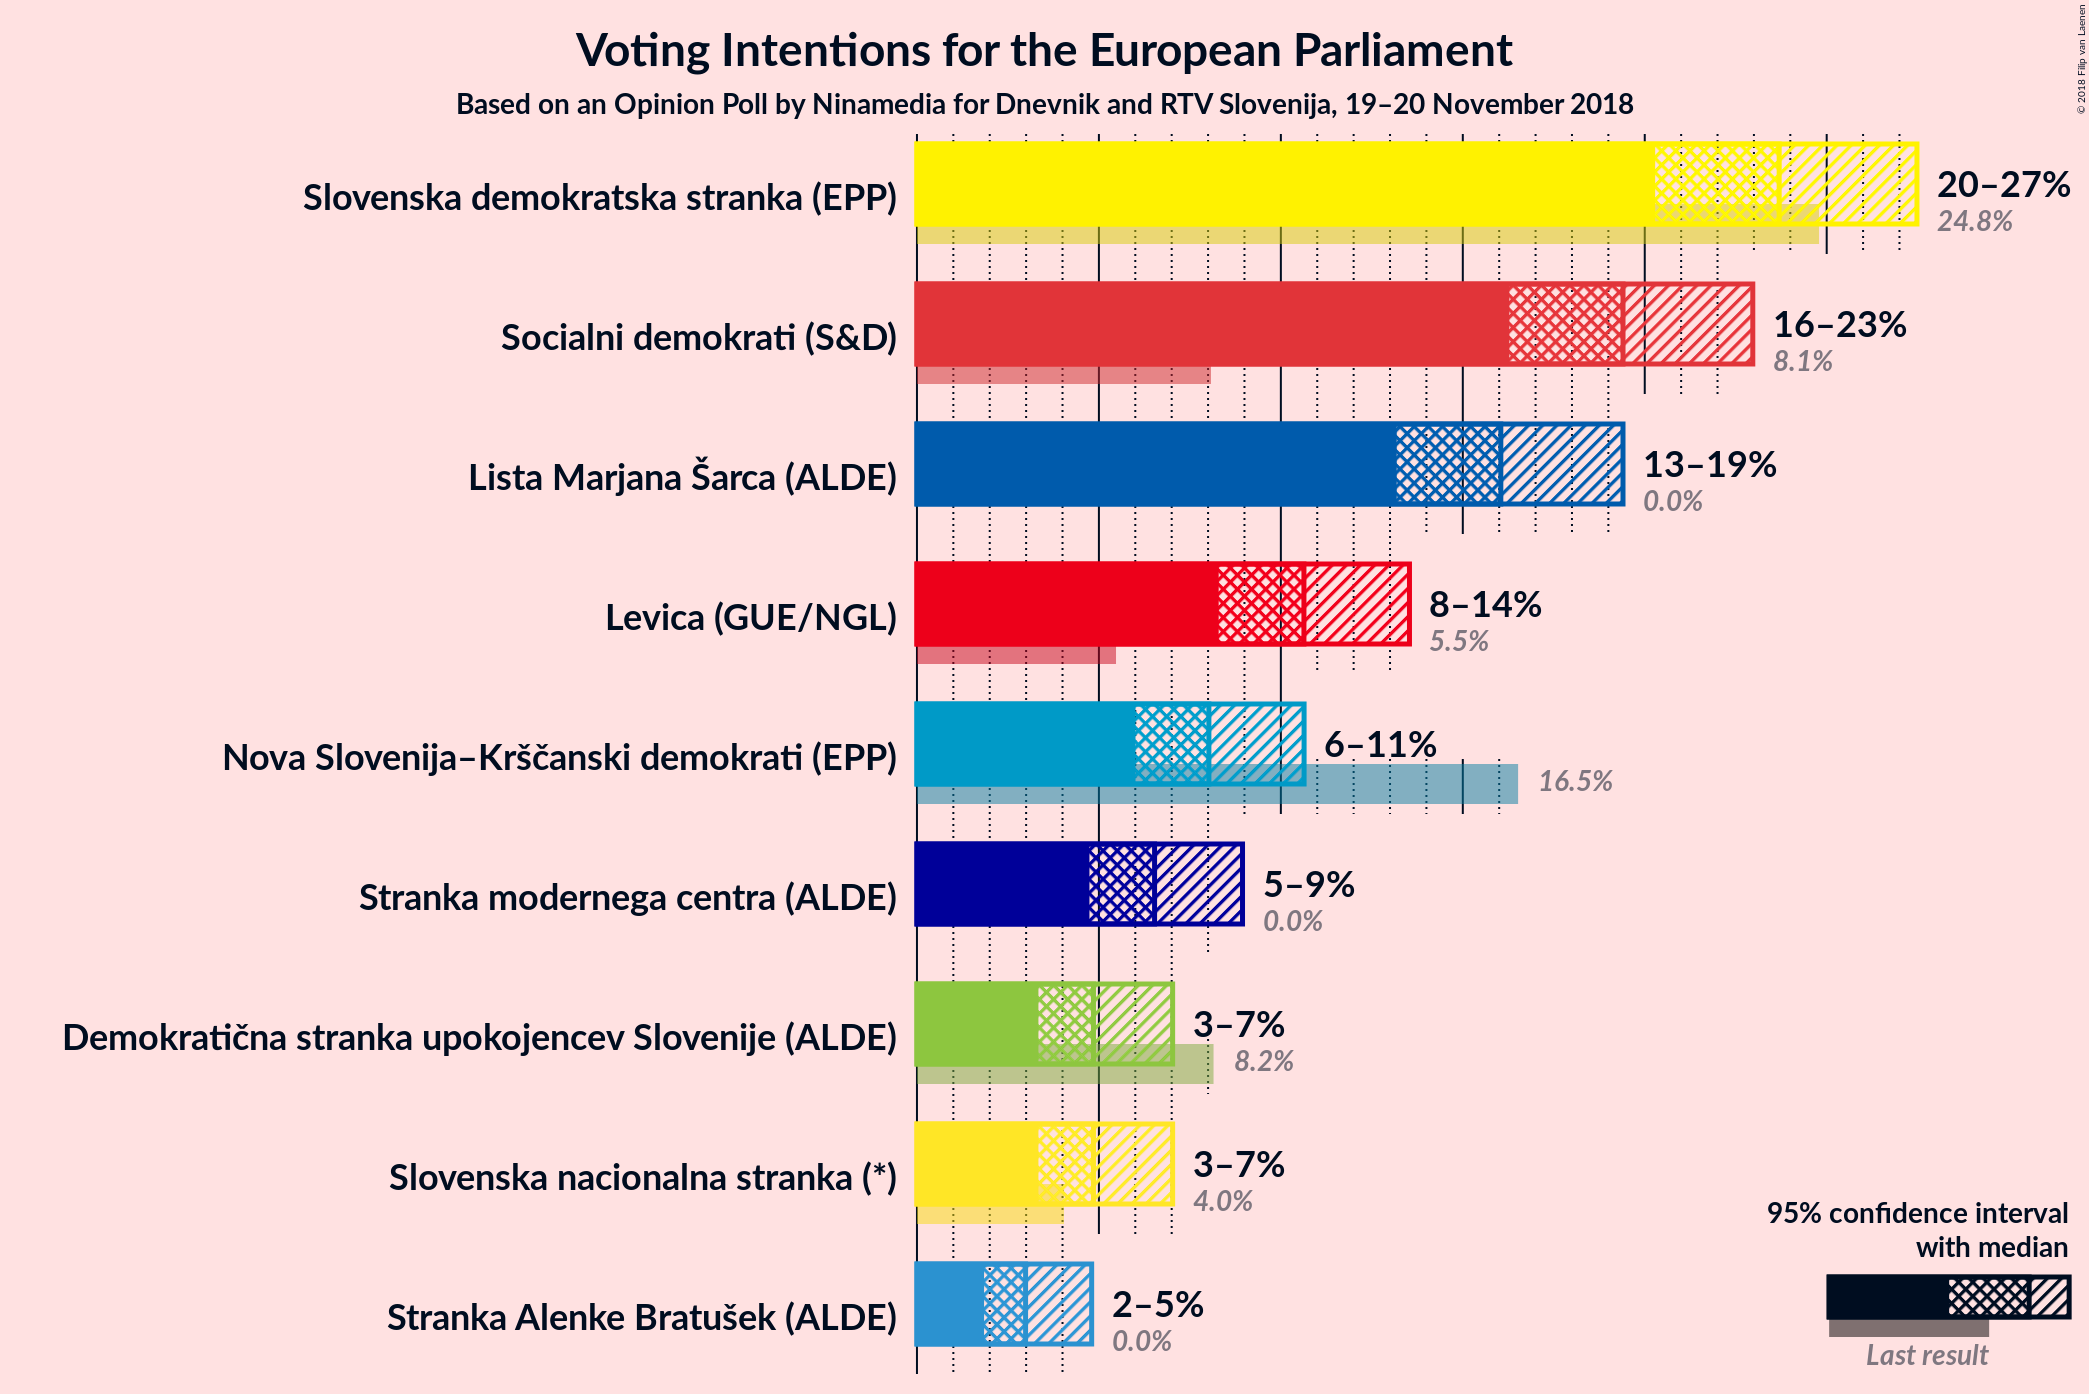 Voting Intentions for the European Parliament
Based on an Opinion Poll by Ninamedia for Dnevnik and RTV Slovenija, 19–20 November 2018
© 2018 Filip van Laenen
Slovenska demokratska stranka (EPP)
20–27%
24.8%
Socialni demokrati (S&D)
16–23%
8.1%
Lista Marjana Šarca (ALDE)
13–19%
0.0%
Levica (GUE/NGL)
8–14%
5.5%
Nova Slovenija–Krščanski demokrati (EPP)
6–11%
16.5%
Stranka modernega centra (ALDE)
5–9%
0.0%
Demokratična stranka upokojencev Slovenije (ALDE)
3–7%
8.2%
Slovenska nacionalna stranka (*)
3–7%
4.0%
Stranka Alenke Bratušek (ALDE)
2–5%
0.0%
95% confidence interval
with median
Last result